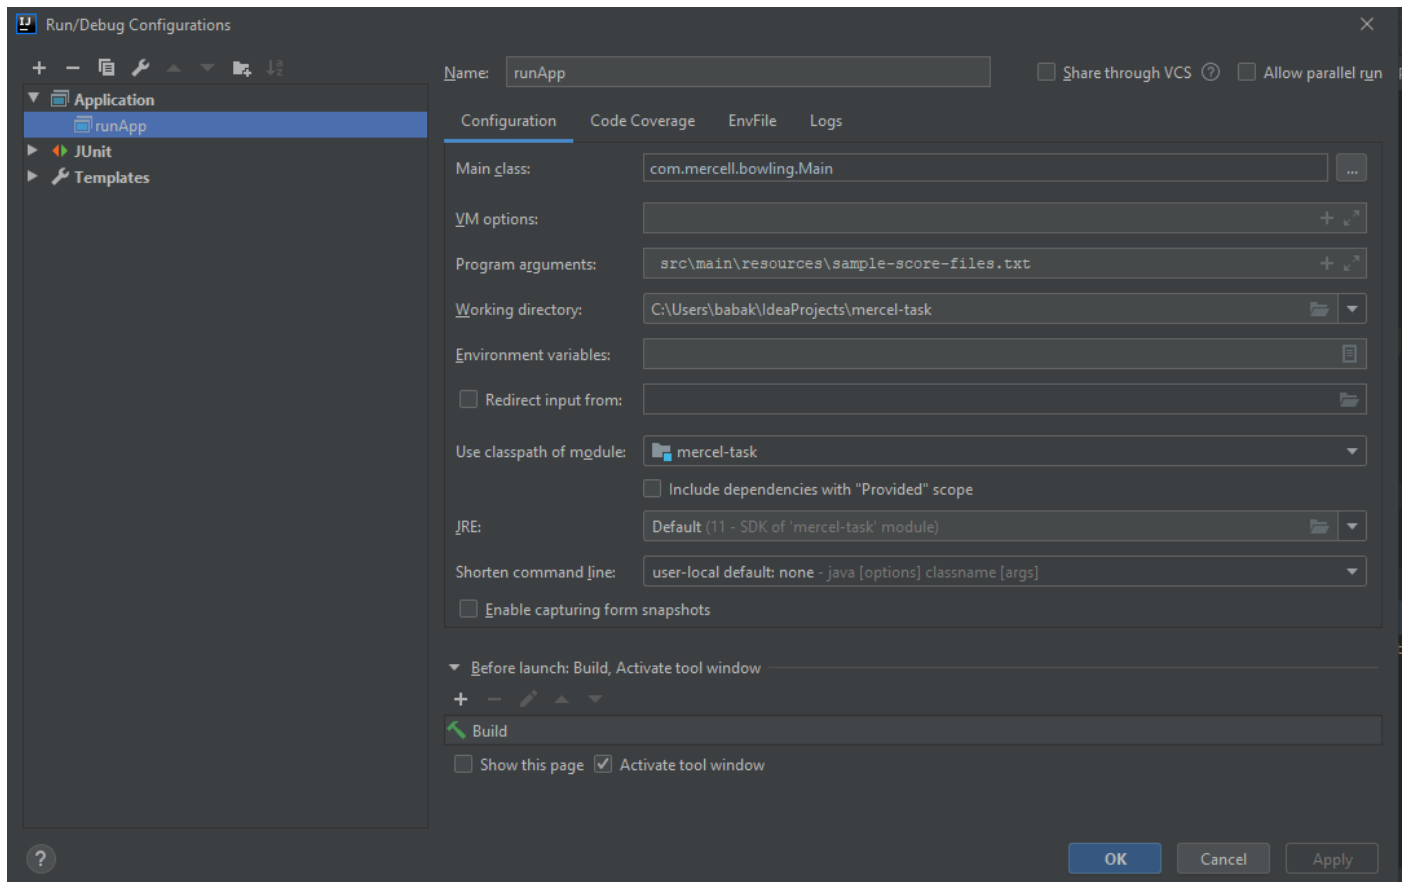 Run/Debug Configurations
Name: runApp
Share through VCS ?
Allow parallel run
Application
runApp
JUnit
Templates
Configuration Code Coverage EnvFile Logs
Main class: com.mercell.bowling.Main ...
VM options:
Program arguments: src\main\resources\sample-score-files.txt
Working directory: C:\Users\babak\IdeaProjects\mercel-task
Environment variables:
Redirect input from:
Use classpath of module: mercel-task
Include dependencies with "Provided" scope
JRE: Default (11 - SDK of 'mercel-task' module)
Shorten command line: user-local default: none - java [options] classname [args]
Enable capturing form snapshots
Before launch: Build, Activate tool window
Build
Show this page Activate tool window
? OK Cancel Apply